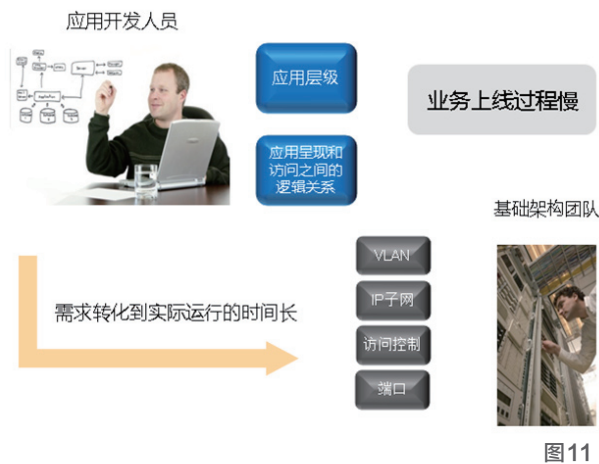 应用开发人员
应用层级
业务上线过程慢
应用呈现和
访问之间的
逻辑关系
基础架构团队
VLAN
IP子网
需求转化到实际运行的时间长
访问控制
端口
图11